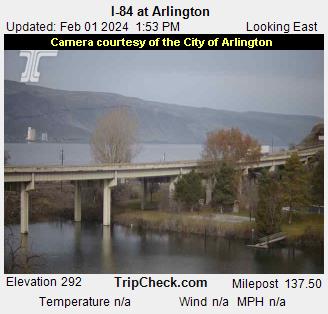 I-84 at Arlington
Updated: Feb 01 2024 1:53 PM Looking East
Camera courtesy of the City of Arlington
Elevation 292 TripCheck.com Milepost 137.50
Temperature n/a Wind n/a MPH n/a